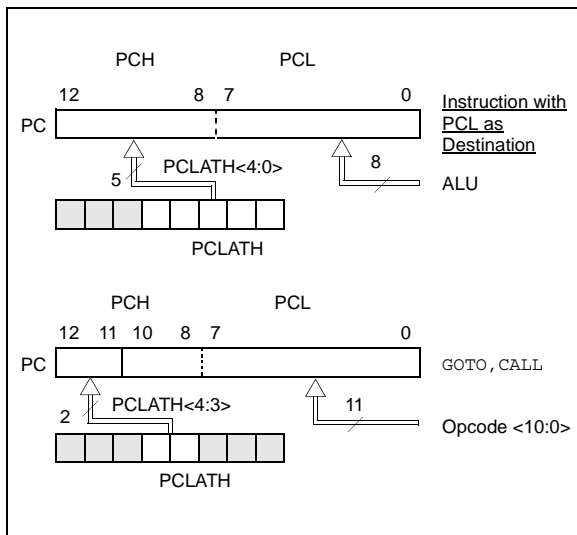 PCH PCL
12 8 7 0
PC
Instruction with
PCL as
Destination
5 PCLATH<4:0> 8
ALU
PCLATH
PCH PCL
12 11 10 8 7 0
PC GOTO, CALL
2 PCLATH<4:3> 11
Opcode <10:0>
PCLATH